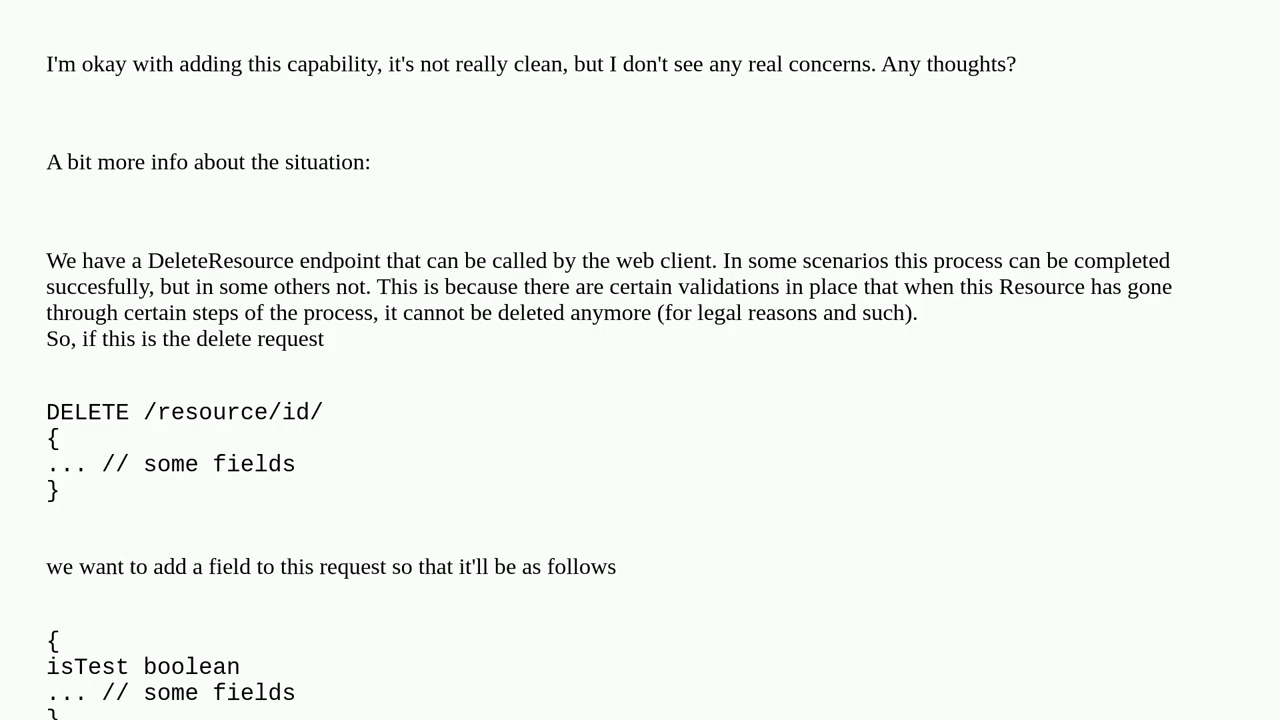 I'm okay with adding this capability, it's not really clean, but I don't see any real concerns. Any thoughts?
A bit more info about the situation:
We have a DeleteResource endpoint that can be called by the web client. In some scenarios this process can be completed
succesfully, but in some others not. This is because there are certain validations in place that when this Resource has gone
through certain steps of the process, it cannot be deleted anymore (for legal reasons and such).
So, if this is the delete request
DELETE /resource/id/
{
... // some fields
}
we want to add a field to this request so that it'll be as follows
{
isTest boolean
... // some fields
}